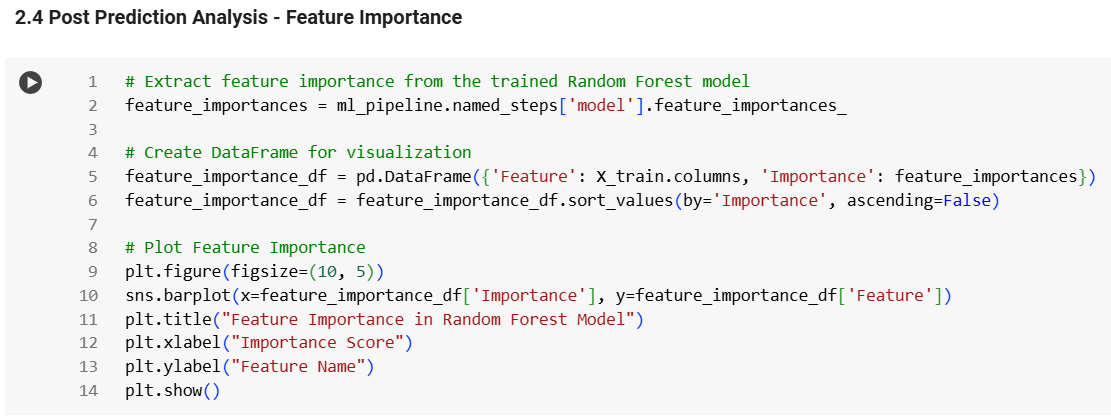 2.4 Post Prediction Analysis - Feature Importance
1 # Extract feature importance from the trained Random Forest model
2 feature_importances = ml_pipeline.named_steps['model'].feature_importances_
3
4 # Create DataFrame for visualization
5 feature_importance_df = pd.DataFrame({'Feature': X_train.columns, 'Importance': feature_importances})
6 feature_importance_df = feature_importance_df.sort_values(by='Importance', ascending=False)
7
8 # Plot Feature Importance
9 plt.figure(figsize=(10, 5))
10 sns.barplot(x=feature_importance_df['Importance'], y=feature_importance_df['Feature'])
11 plt.title("Feature Importance in Random Forest Model")
12 plt.xlabel("Importance Score")
13 plt.ylabel("Feature Name")
14 plt.show()